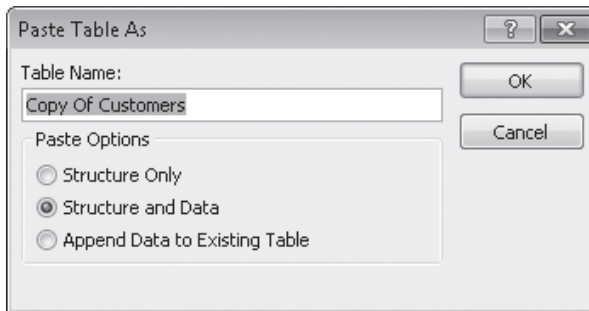 Paste Table As
Table Name:
OK
Copy Of Customers
Cancel
Paste Options
Structure Only
Structure and Data
Append Data to Existing Table